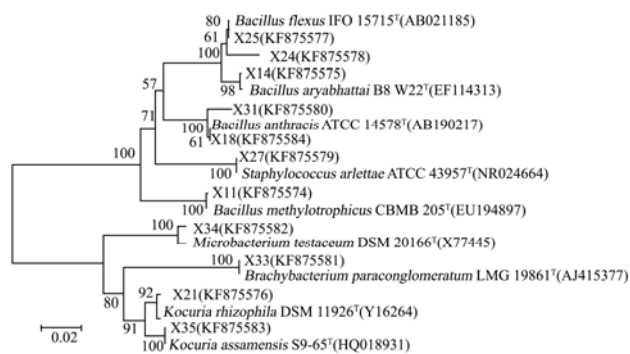 80
Bacillus flexus IFO 15715ᵀ(AB021185)
61
X25(KF875577)
100
X24(KF875578)
X14(KF875575)
98
Bacillus aryabhattai B8 W22ᵀ(EF114313)
57
X31(KF875580)
100
Bacillus anthracis ATCC 14578ᵀ(AB190217)
71
61
X18(KF875584)
X27(KF875579)
100
Staphylococcus arlettae ATCC 43957ᵀ(NR024664)
100
X11(KF875574)
100
Bacillus methylotrophicus CBMB 205ᵀ(EU194897)
100
X34(KF875582)
Microbacterium testaceum DSM 20166ᵀ(X77445)
100
X33(KF875581)
Brachybacterium paraconglomeratum LMG 19861ᵀ(AJ415377)
80
92
X21(KF875576)
Kocuria rhizophila DSM 11926ᵀ(Y16264)
91
X35(KF875583)
100
Kocuria assamensis S9-65ᵀ(HQ018931)
0.02